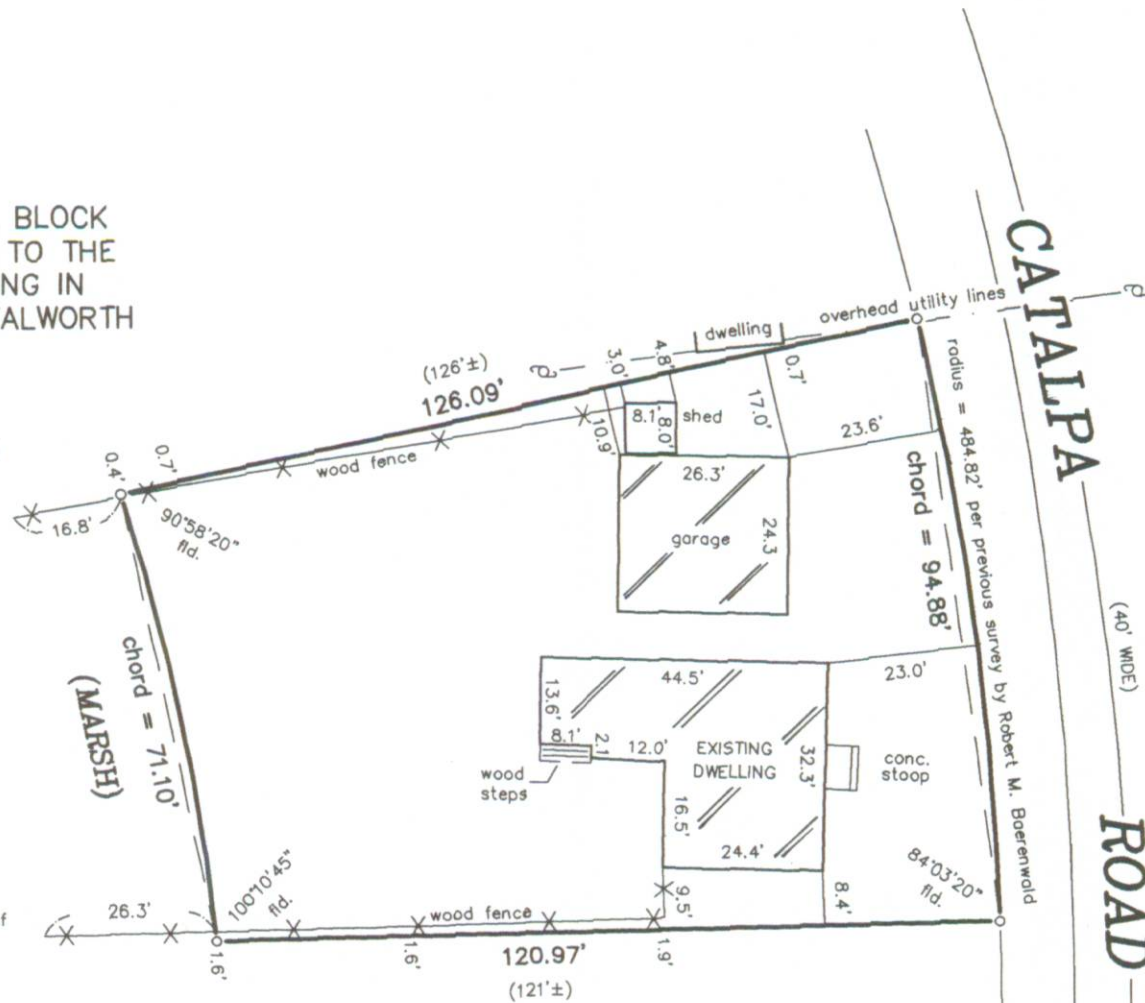 BLOCK
TO THE
NG IN
ALWORTH
CATALPA
ROAD
(40' WIDE)
overhead utility lines
dwelling
(126'±)
126.09'
3.0'
4.8'
0.7'
17.0'
23.6'
8.1'
8.0'
shed
10.9'
26.3'
24.3
garage
wood fence
0.4'
0.7'
16.8'
90°58'20"
fld.
radius = 484.82' per previous survey by Robert M. Baerenwald
chord = 94.88'
chord = 71.10'
(MARSH)
44.5'
23.0'
13.6'
8.1'
2.1
12.0'
EXISTING
DWELLING
32.3'
conc.
stoop
wood
steps
16.5'
24.4'
84°03'20"
fld.
100°10'45"
fld.
26.3'
f
wood fence
9.5'
8.4'
1.6'
1.6'
1.9'
120.97'
(121'±)